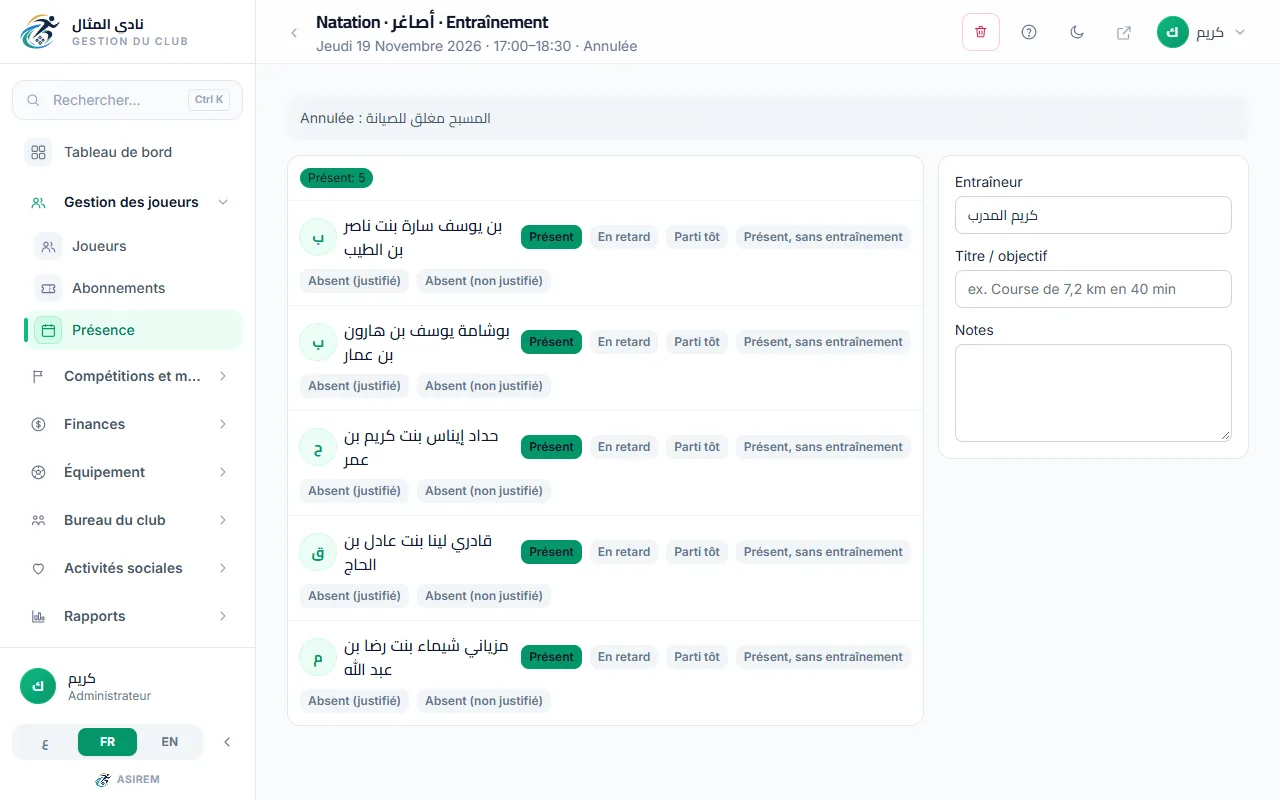 نادي المثال
GESTION DU CLUB
Rechercher...
Ctrl K
Tableau de bord
Gestion des joueurs
Joueurs
Abonnements
Présence
Compétitions et m...
Finances
Équipement
Bureau du club
Activités sociales
Rapports
ك
كريم
Administrateur
ع
FR
EN
ASIREM
Natation · أصاغر · Entraînement
Jeudi 19 Novembre 2026 · 17:00–18:30 · Annulée
ك
كريم
Annulée : المسبح مغلق للصيانة
Présent: 5
ب
بن يوسف سارة بنت ناصر
بن الطيب
Présent
En retard
Parti tôt
Présent, sans entraînement
Absent (justifié)
Absent (non justifié)
ب
بوشامة يوسف بن هارون
بن عمار
Présent
En retard
Parti tôt
Présent, sans entraînement
Absent (justifié)
Absent (non justifié)
ح
حداد إيناس بنت كريم بن
عمر
Présent
En retard
Parti tôt
Présent, sans entraînement
Absent (justifié)
Absent (non justifié)
ق
قادري لينا بنت عادل بن
الحاج
Présent
En retard
Parti tôt
Présent, sans entraînement
Absent (justifié)
Absent (non justifié)
م
مزياني شيماء بنت رضا بن
عبد الله
Présent
En retard
Parti tôt
Présent, sans entraînement
Absent (justifié)
Absent (non justifié)
Entraîneur
كريم المدرب
Titre / objectif
ex. Course de 7,2 km en 40 min
Notes